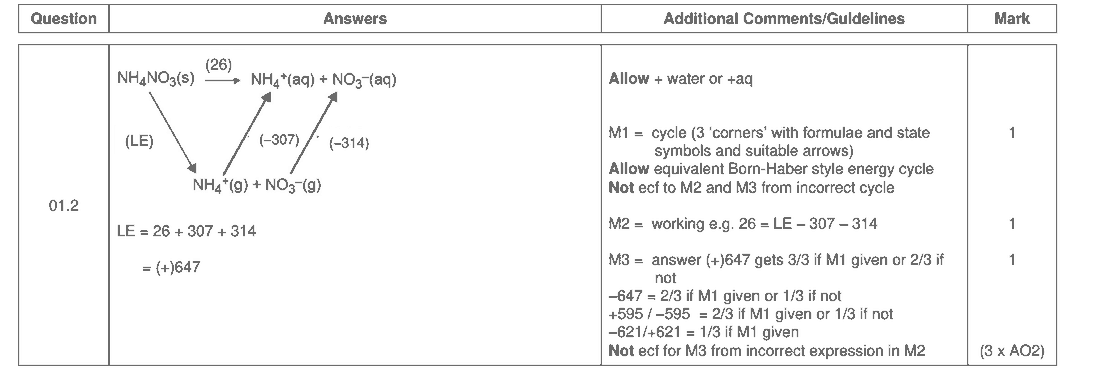 Question Answers Additional Comments/Guidelines Mark
01.2
NH₄NO₃(s) (26) NH₄⁺(aq) + NO₃⁻(aq)
(LE) (–307) (–314)
NH₄⁺(g) + NO₃⁻(g)
LE = 26 + 307 + 314
= (+)647
Allow + water or +aq
M1 = cycle (3 'corners' with formulae and state 1
symbols and suitable arrows)
Allow equivalent Born-Haber style energy cycle
Not ecf to M2 and M3 from incorrect cycle
M2 = working e.g. 26 = LE – 307 – 314 1
M3 = answer (+)647 gets 3/3 if M1 given or 2/3 if 1
not
–647 = 2/3 if M1 given or 1/3 if not
+595 / –595 = 2/3 if M1 given or 1/3 if not
–621/+621 = 1/3 if M1 given
Not ecf for M3 from incorrect expression in M2 (3 x AO2)